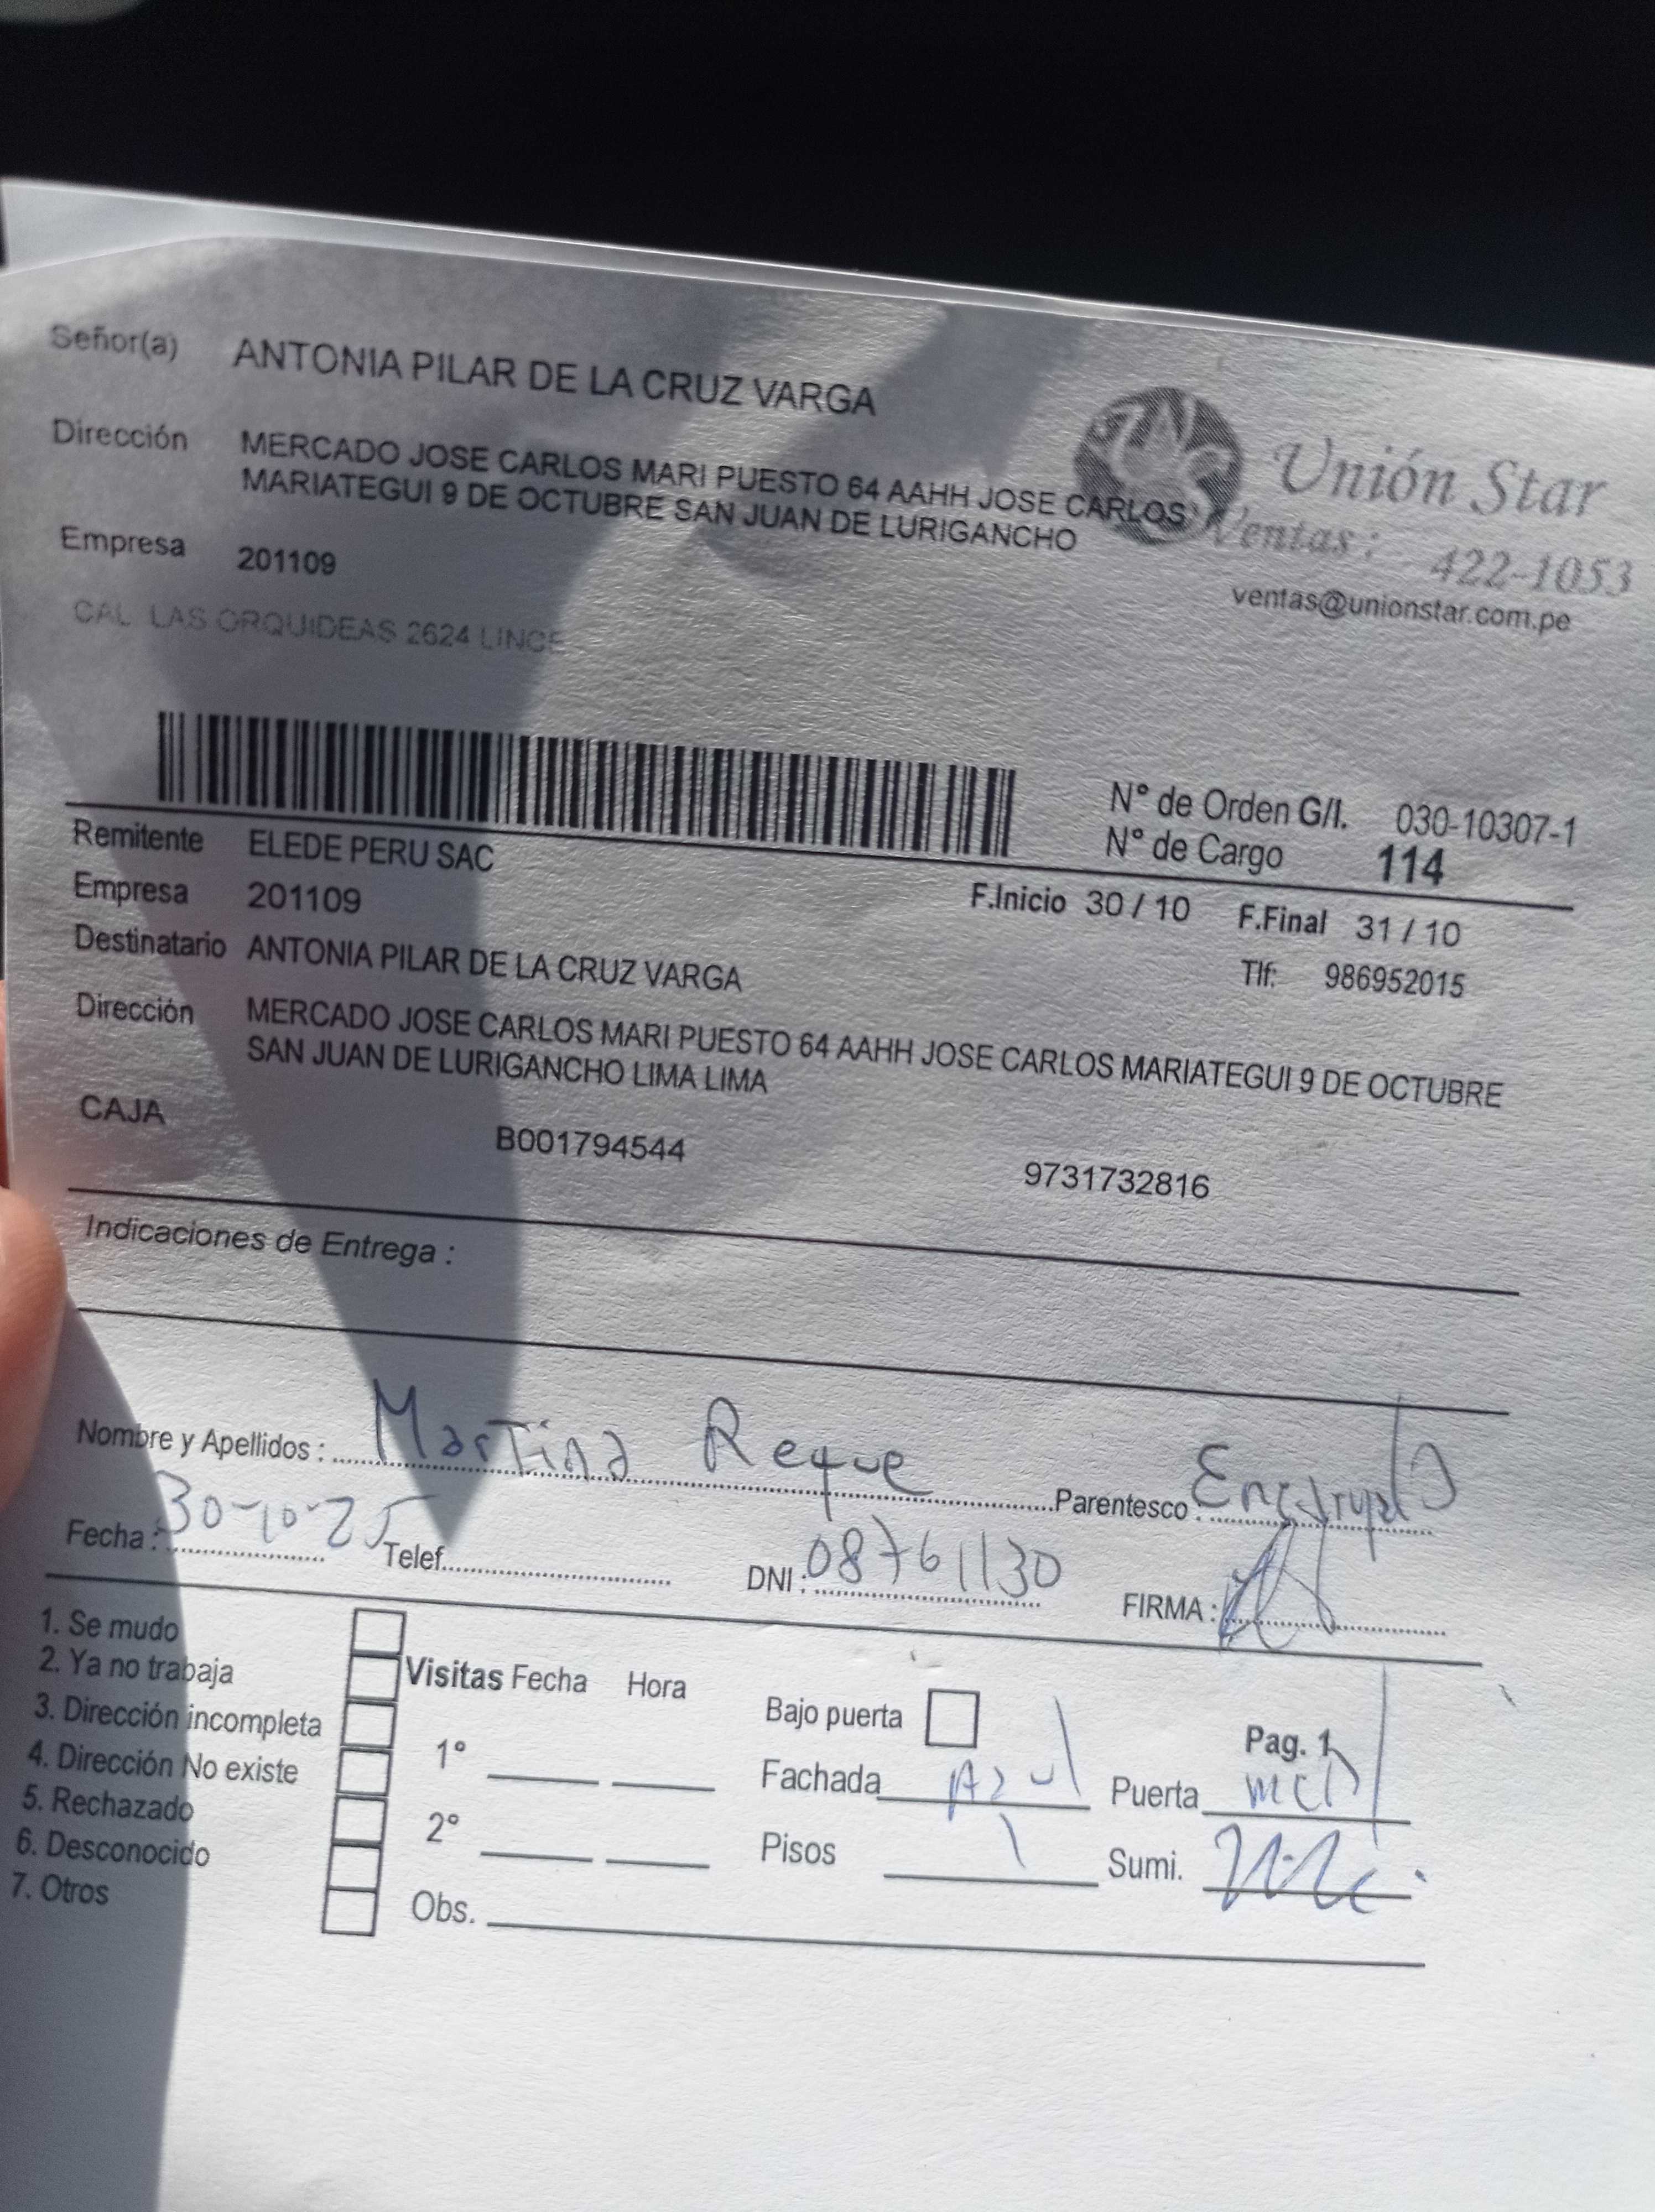 Señor(a) ANTONIA PILAR DE LA CRUZ VARGA
Dirección MERCADO JOSE CARLOS MARI PUESTO 64 AAHH JOSE CARLOS
MARIATEGUI 9 DE OCTUBRE SAN JUAN DE LURIGANCHO
Unión Star
Ventas: 422-1053
ventas@unionstar.com.pe
Empresa 201109
CAL LAS ORQUIDEAS 2624 LINCE
N° de Orden G/I. 030-10307-1
N° de Cargo 114
Remitente ELEDE PERU SAC
Empresa 201109
F.Inicio 30 / 10 F.Final 31 / 10
Destinatario ANTONIA PILAR DE LA CRUZ VARGA
Tlf: 986952015
Dirección MERCADO JOSE CARLOS MARI PUESTO 64 AAHH JOSE CARLOS MARIATEGUI 9 DE OCTUBRE
SAN JUAN DE LURIGANCHO LIMA LIMA
CAJA
B001794544 9731732816
Indicaciones de Entrega :
Nombre y Apellidos : Martina Reque Parentesco :
Fecha : 30-10-25 Telef. DNI : 08761130 FIRMA :
1. Se mudo
2. Ya no trabaja
3. Dirección incompleta
4. Dirección No existe
5. Rechazado
6. Desconocido
7. Otros
Visitas Fecha Hora
1°
2°
Obs.
Bajo puerta
Pag. 1
Fachada Azul Puerta
Pisos 1 Sumi.